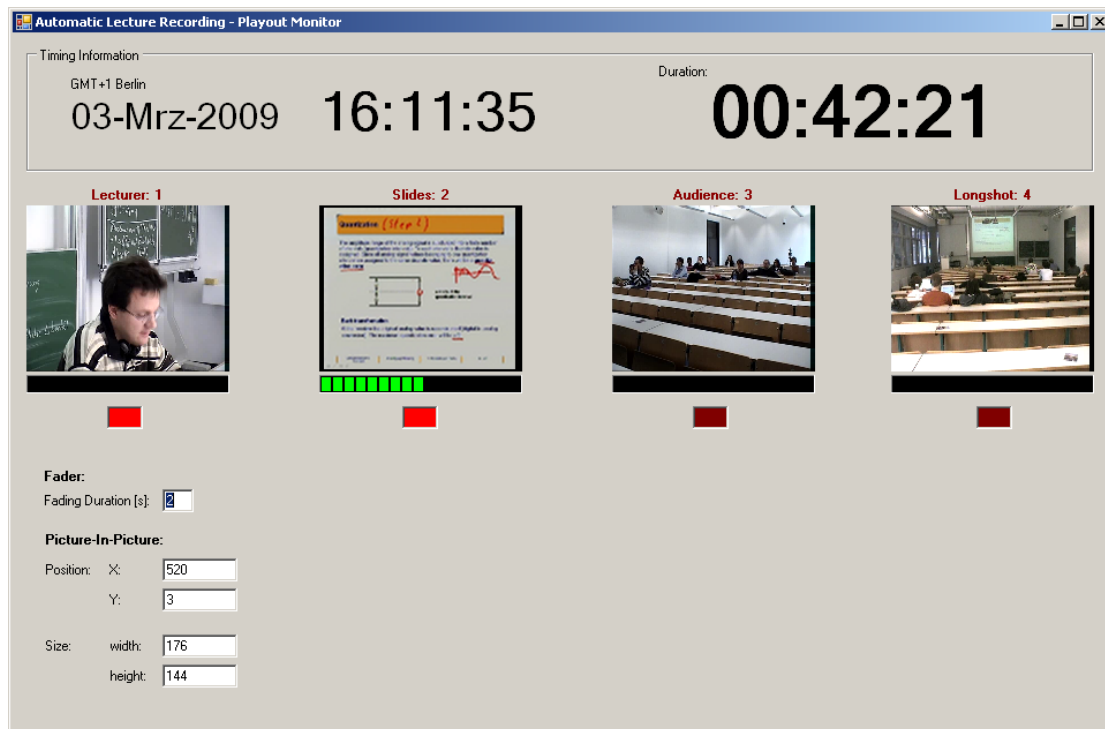 Automatic Lecture Recording - Playout Monitor
Timing Information
GMT+1 Berlin
03-Mrz-2009
16:11:35
Duration:
00:42:21
Lecturer: 1
Slides: 2
Audience: 3
Longshot: 4
Quantization (Step 2)
Fader:
Fading Duration [s]: 2
Picture-In-Picture:
Position: X: 520
Y: 3
Size: width: 176
height: 144